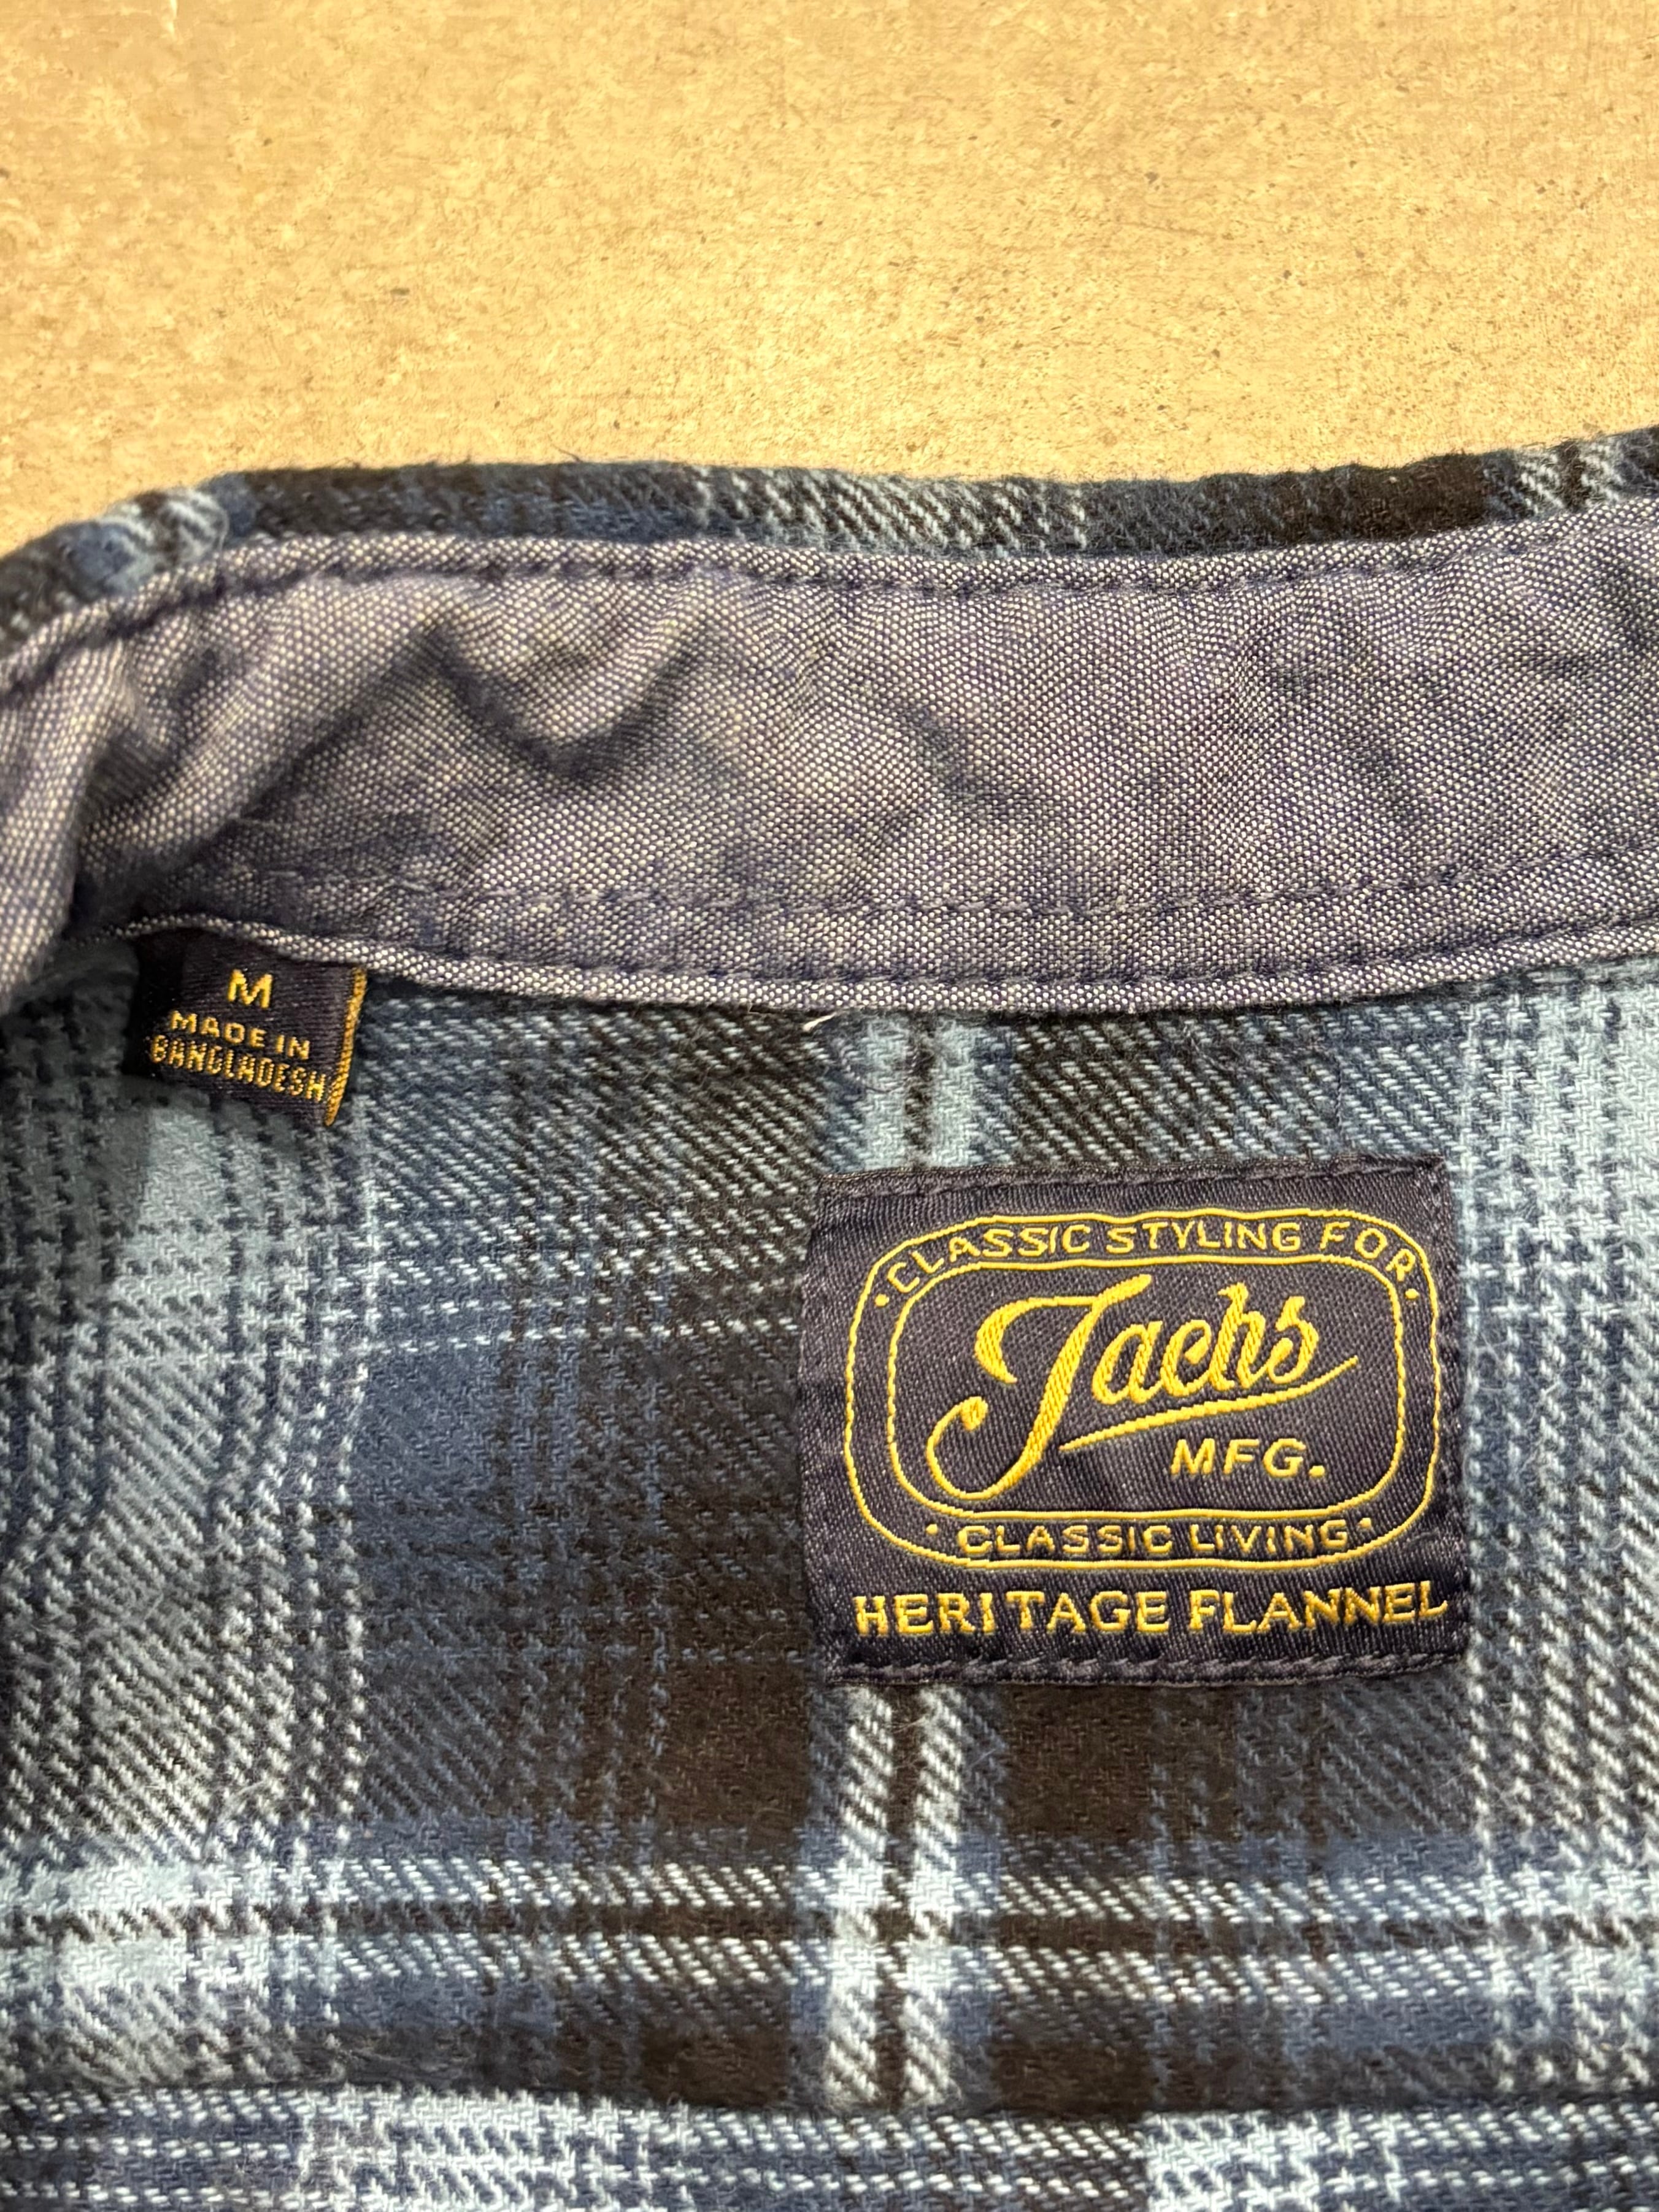 M
MADE IN
BANGLADESH
• CLASSIC STYLING FOR •
Jachs
MFG.
• CLASSIC LIVING •
HERITAGE FLANNEL